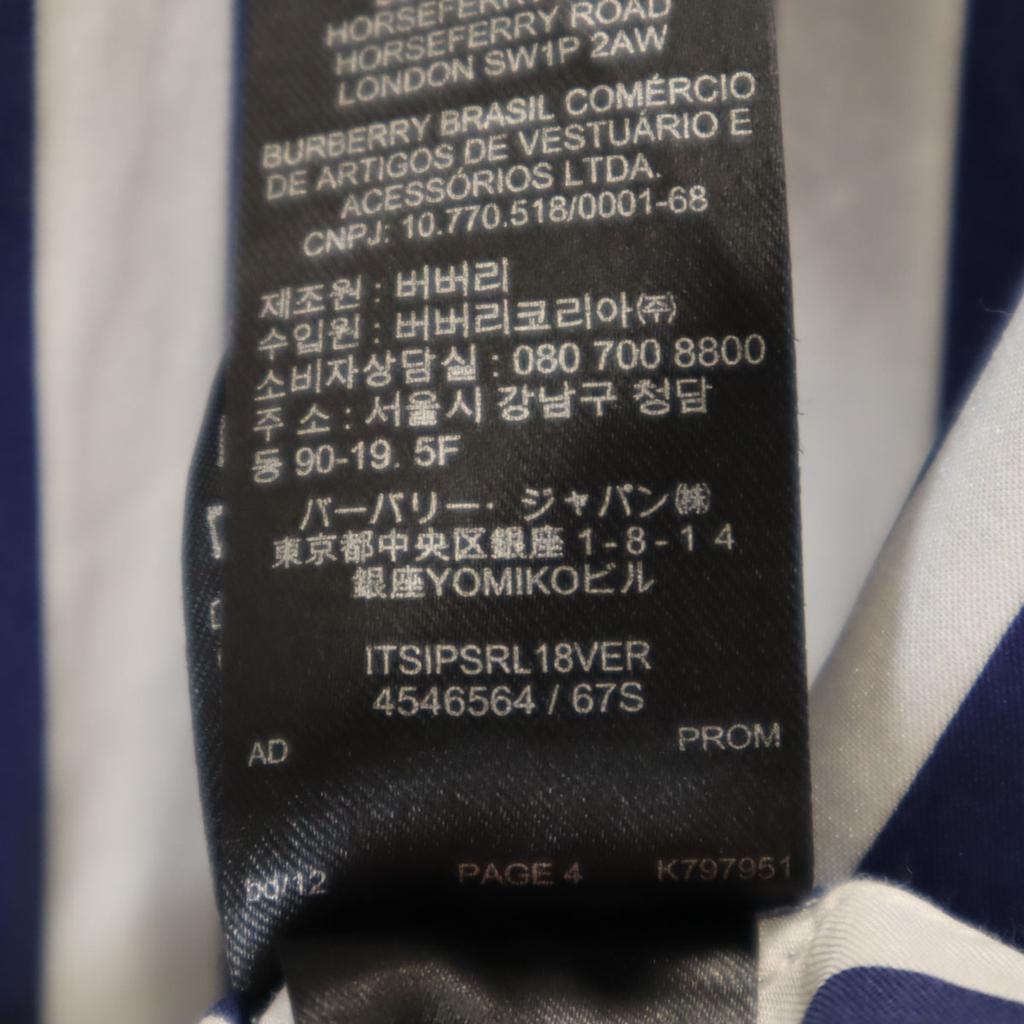 HORSEFERRY
HORSEFERRY ROAD
LONDON SW1P 2AW
BURBERRY BRASIL COMÉRCIO
DE ARTIGOS DE VESTUÁRIO E
ACESSÓRIOS LTDA.
CNPJ: 10.770.518/0001-68
제조원 : 버버리
수입원 : 버버리코리아㈜
소비자상담실 : 080 700 8800
주 소 : 서울시 강남구 청담
동 90-19. 5F
バーバリー・ジャパン㈱
東京都中央区銀座 1-8-14
銀座YOMIKOビル
ITSIPSRL18VER
4546564 / 67S
AD PROM
bd/12 PAGE 4 K797951